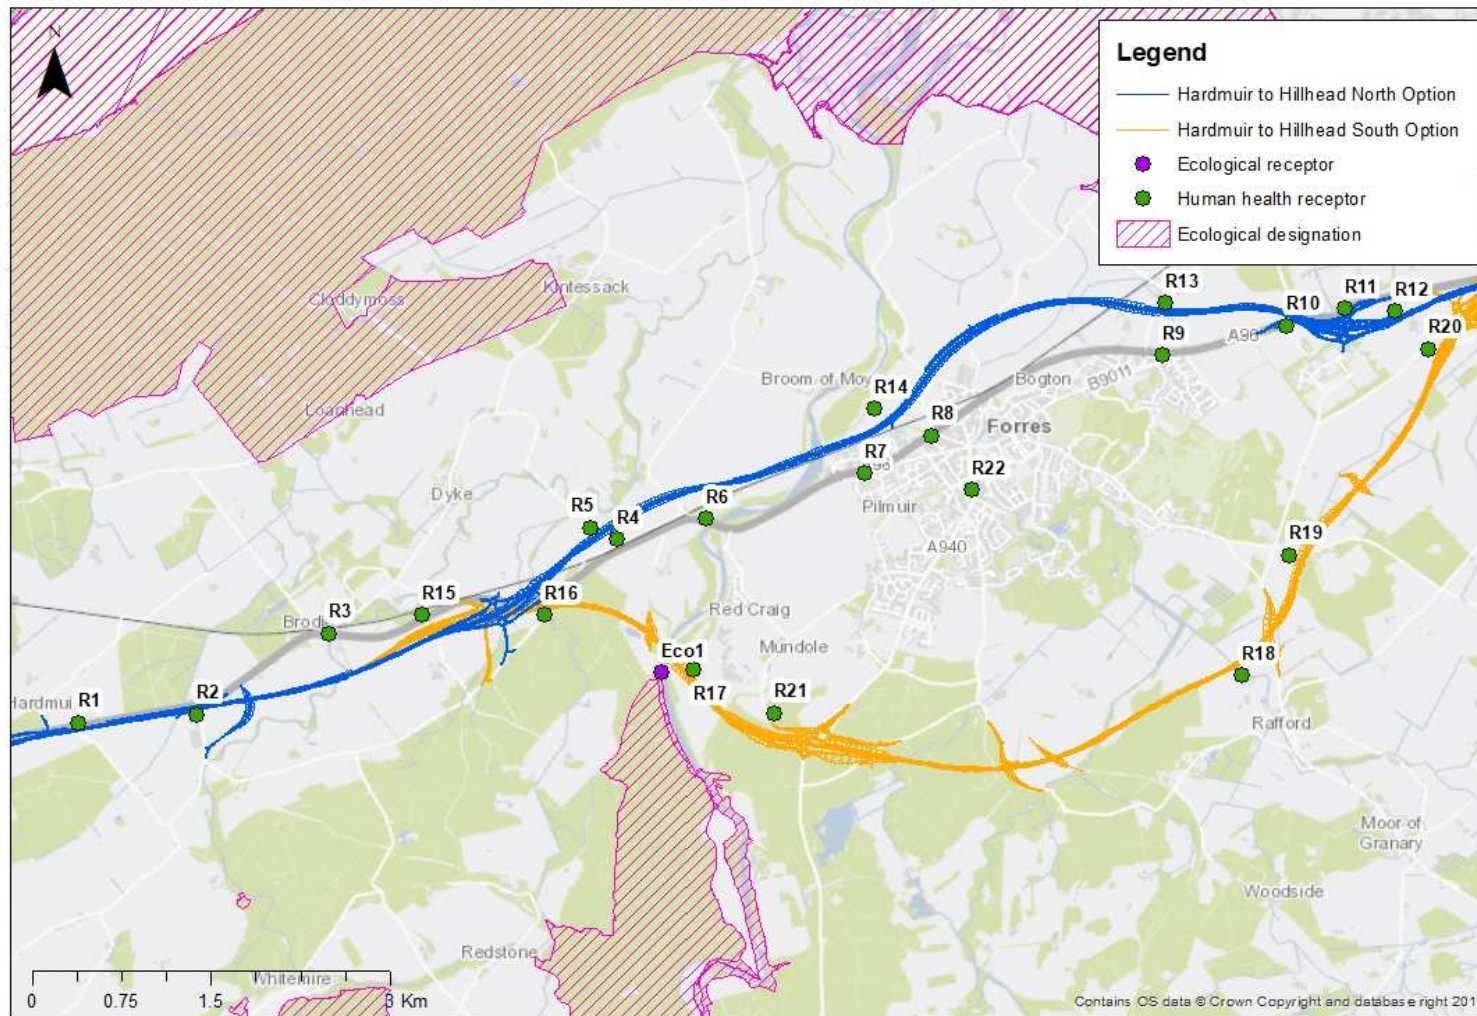 N
Legend
Hardmuir to Hillhead North Option
Hardmuir to Hillhead South Option
Ecological receptor
Human health receptor
Ecological designation
Cloddymoss
Kintessack
R13
R11
R12
R10
A96
R20
R9
Broom of Moy
Bogton
B9011
R14
R8
Forres
Loanhead
R7
R22
Dyke
Pilmuir
R5
R4
R6
A940
R19
R15
R16
Red Craig
R3
Mundole
Eco1
R18
R17
R21
Rafford
R1
R2
Moor of
Granary
Woodside
Redstone
Whitemire
0 0.75 1.5 3 Km
Contains OS data © Crown Copyright and database right 201